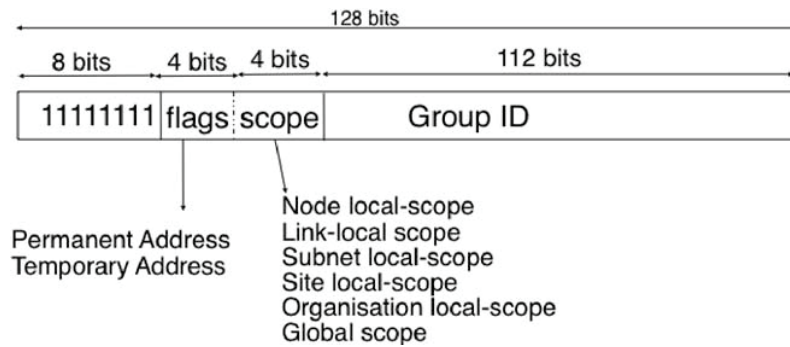 128 bits
8 bits 4 bits 4 bits 112 bits
11111111 flags scope Group ID
Permanent Address
Temporary Address
Node local-scope
Link-local scope
Subnet local-scope
Site local-scope
Organisation local-scope
Global scope